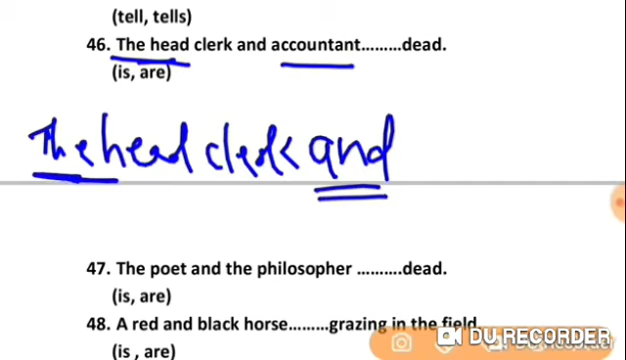 (tell, tells)
46. The head clerk and accountant.........dead.
(is, are)
The head clerk and
47. The poet and the philosopher ..........dead.
(is, are)
48. A red and black horse........grazing in the field.
DU RECORDER
(is , are)